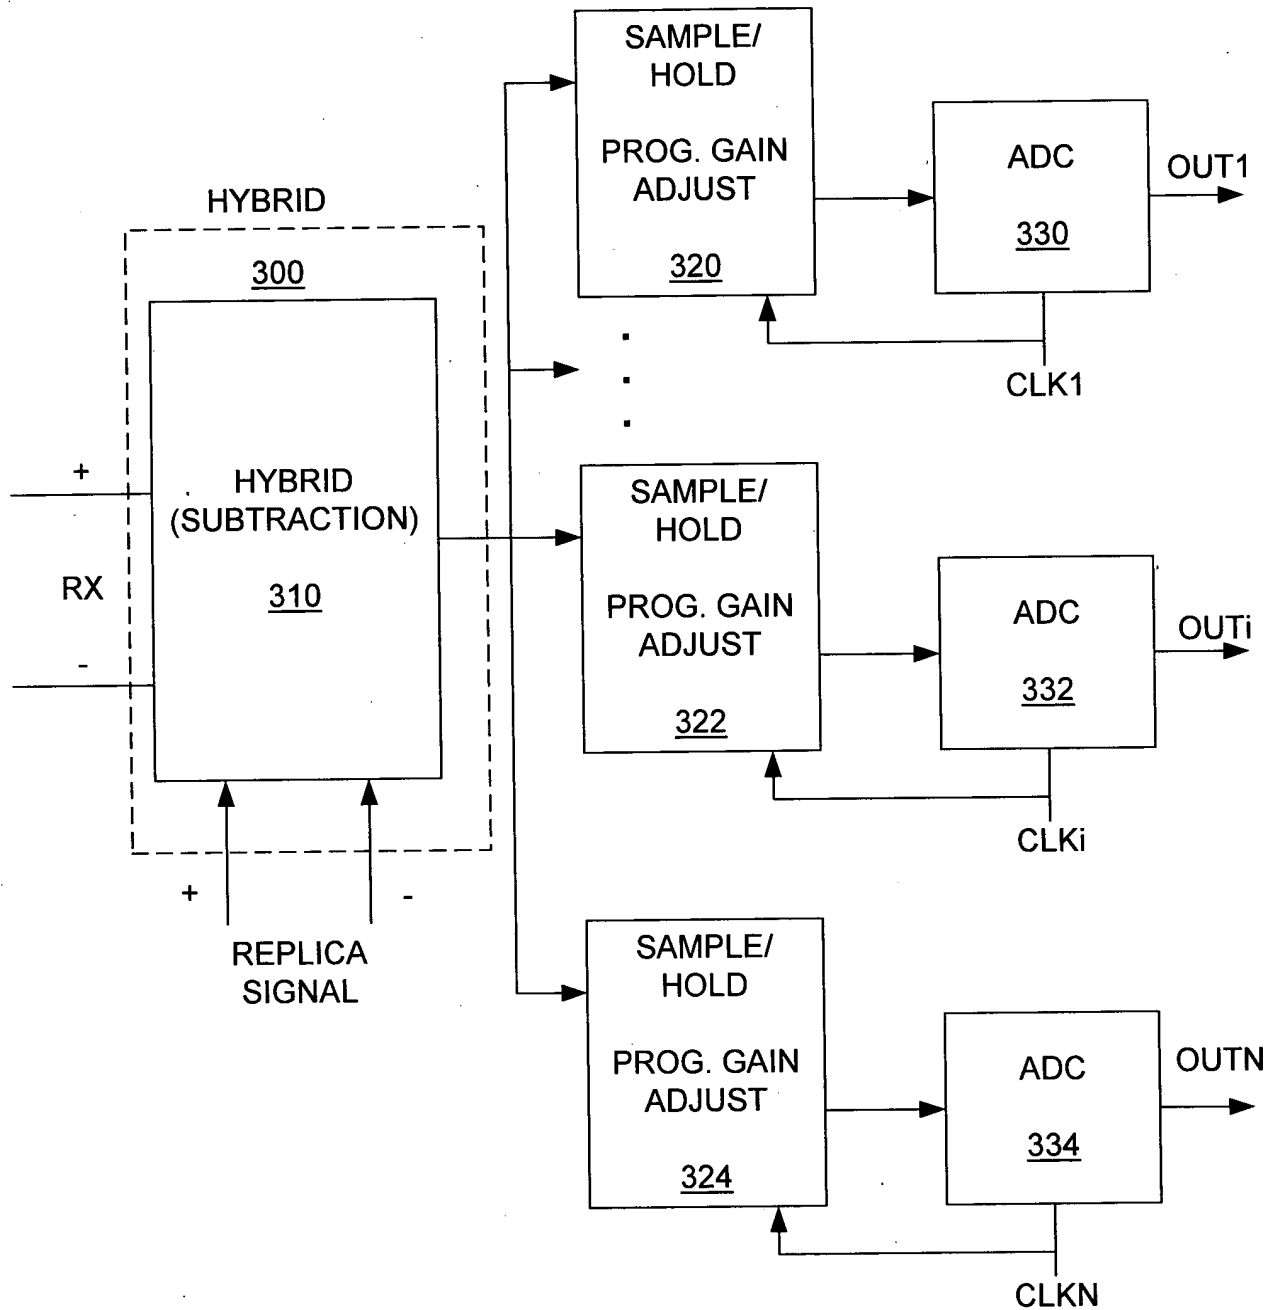 HYBRID
300
HYBRID
(SUBTRACTION)
310
+
RX
-
+
-
REPLICA
SIGNAL
SAMPLE/
HOLD
PROG. GAIN
ADJUST
320
ADC
330
OUT1
CLK1
SAMPLE/
HOLD
PROG. GAIN
ADJUST
322
ADC
332
OUTi
CLKi
SAMPLE/
HOLD
PROG. GAIN
ADJUST
324
ADC
334
OUTN
CLKN